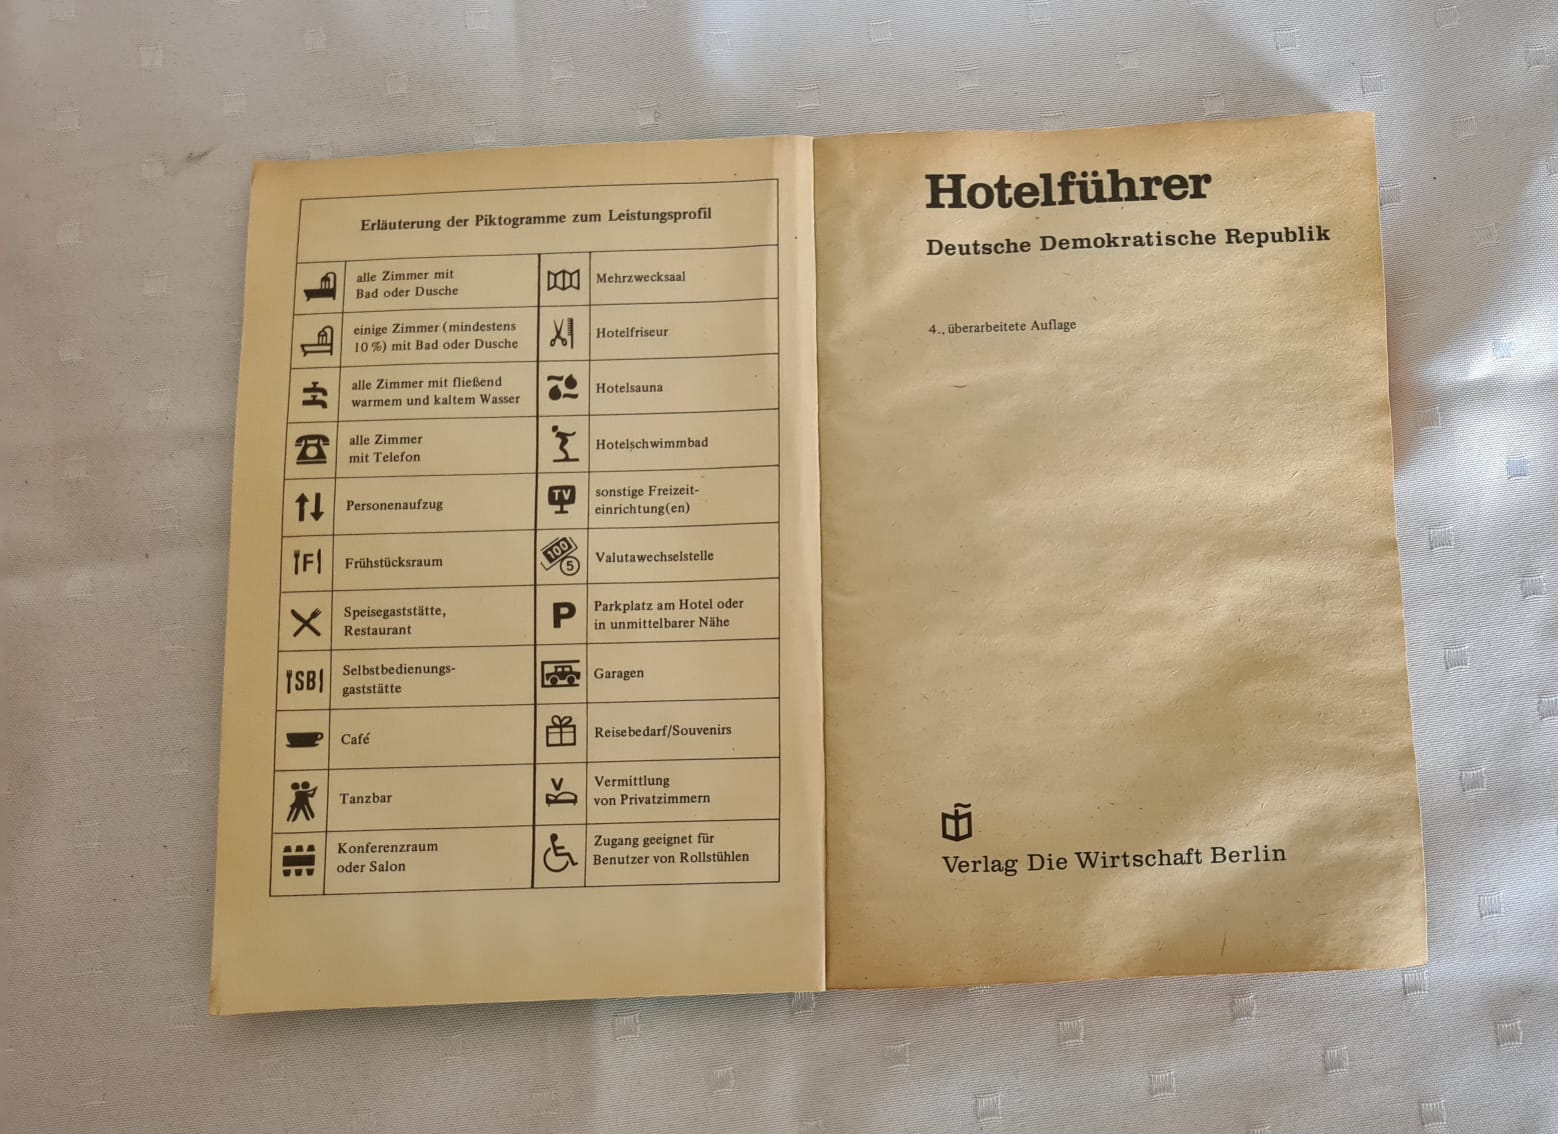 Erläuterung der Piktogramme zum Leistungsprofil
alle Zimmer mit
Bad oder Dusche
einige Zimmer (mindestens
10 %) mit Bad oder Dusche
alle Zimmer mit fließend
warmem und kaltem Wasser
alle Zimmer
mit Telefon
Personenaufzug
F
Frühstücksraum
Speisegaststätte,
Restaurant
SB
Selbstbedienungs-
gaststätte
Café
Tanzbar
Konferenzraum
oder Salon
Mehrzwecksaal
Hotelfriseur
Hotelsauna
Hotelschwimmbad
TV
sonstige Freizeit-
einrichtung(en)
100
5
Valutawechselstelle
P
Parkplatz am Hotel oder
in unmittelbarer Nähe
Garagen
Reisebedarf/Souvenirs
V
Vermittlung
von Privatzimmern
Zugang geeignet für
Benutzer von Rollstühlen
Hotelführer
Deutsche Demokratische Republik
4., überarbeitete Auflage
Verlag Die Wirtschaft Berlin